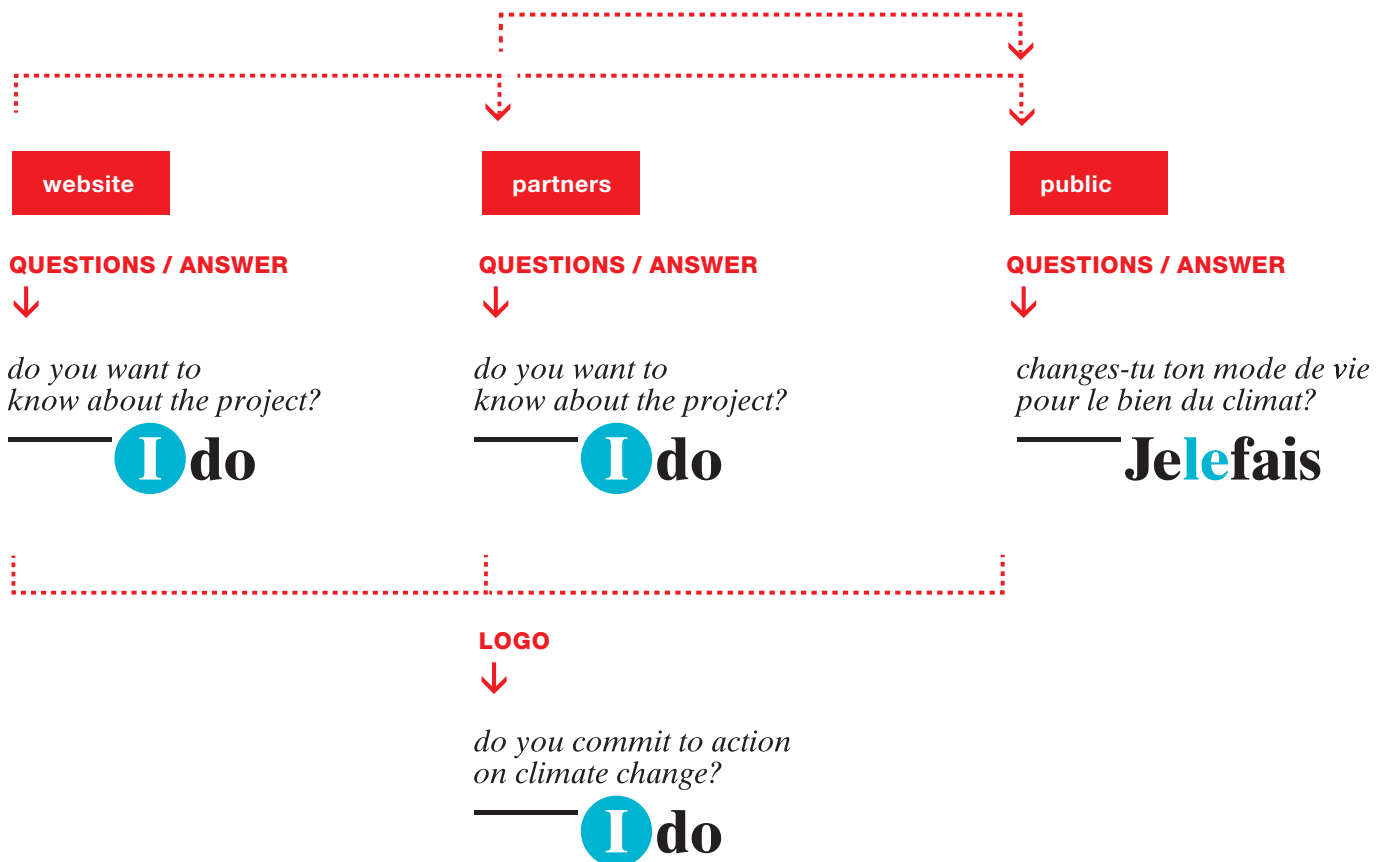 website
partners
public
QUESTIONS / ANSWER
QUESTIONS / ANSWER
QUESTIONS / ANSWER
do you want to
know about the project?
I do
do you want to
know about the project?
I do
changes-tu ton mode de vie
pour le bien du climat?
Jelefais
LOGO
do you commit to action
on climate change?
I do